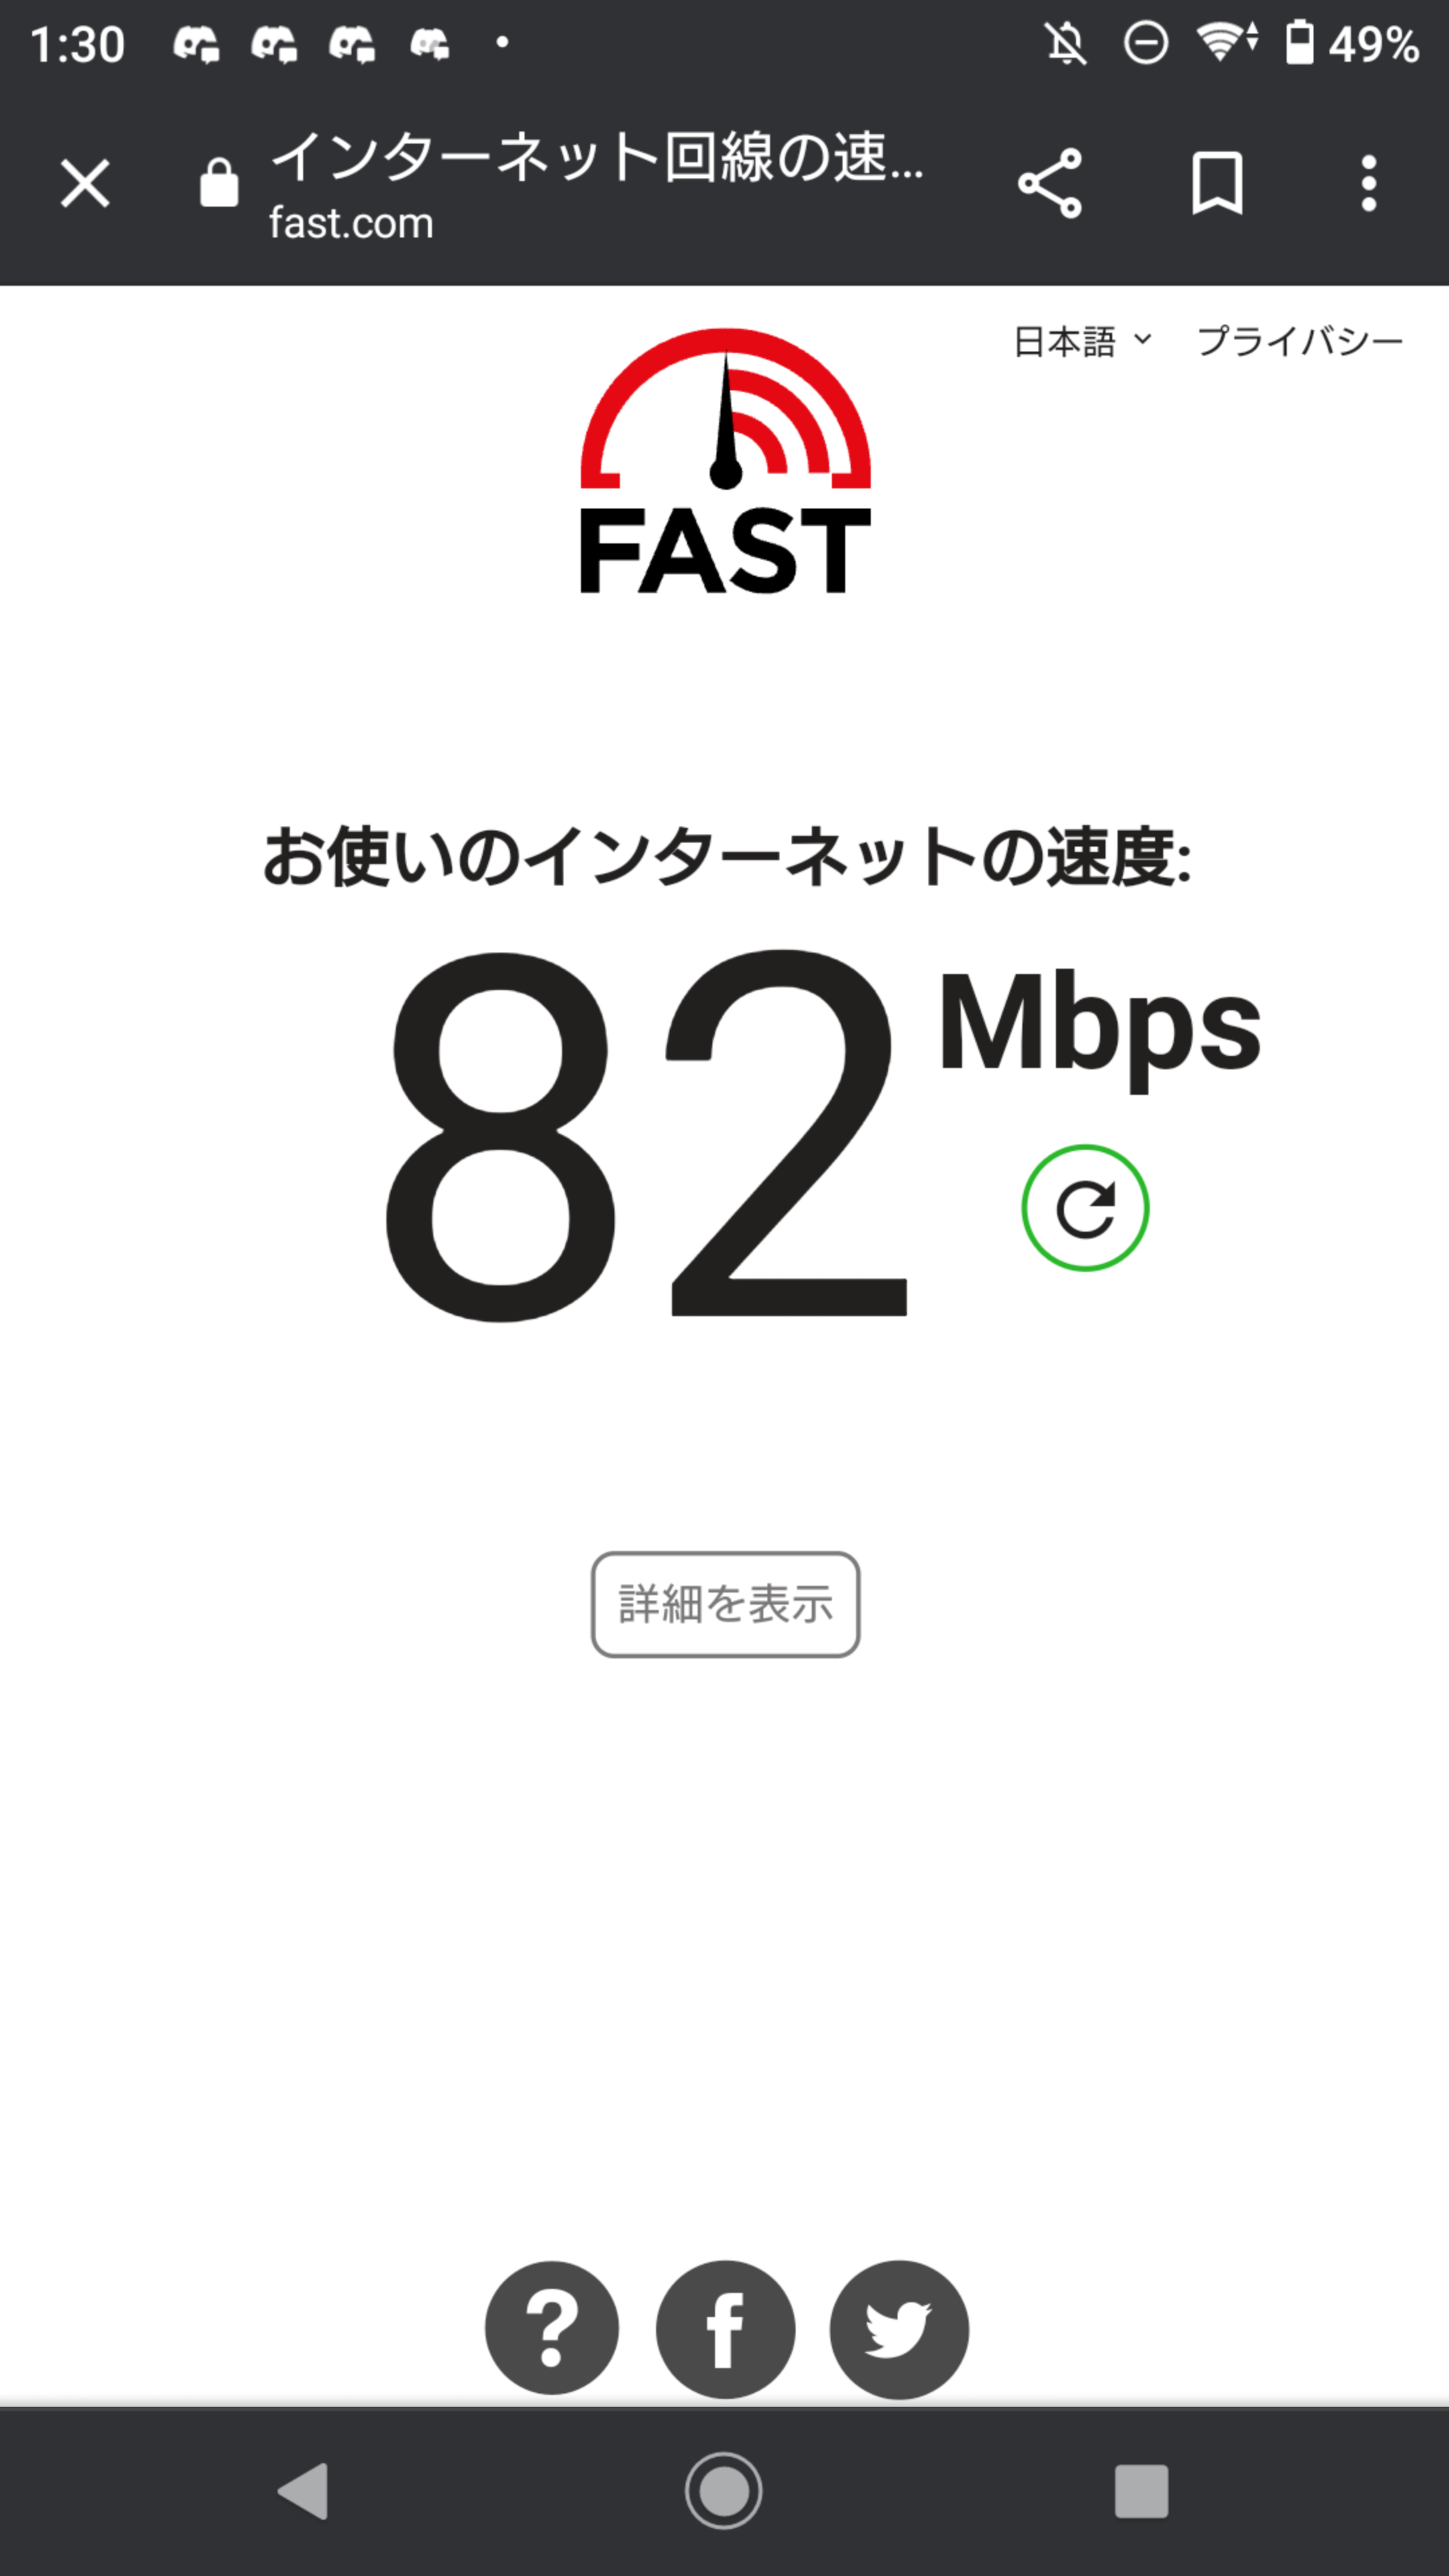 1:30
49%
インターネット回線の速...
fast.com
日本語 プライバシー
FAST
お使いのインターネットの速度:
82 Mbps
詳細を表示